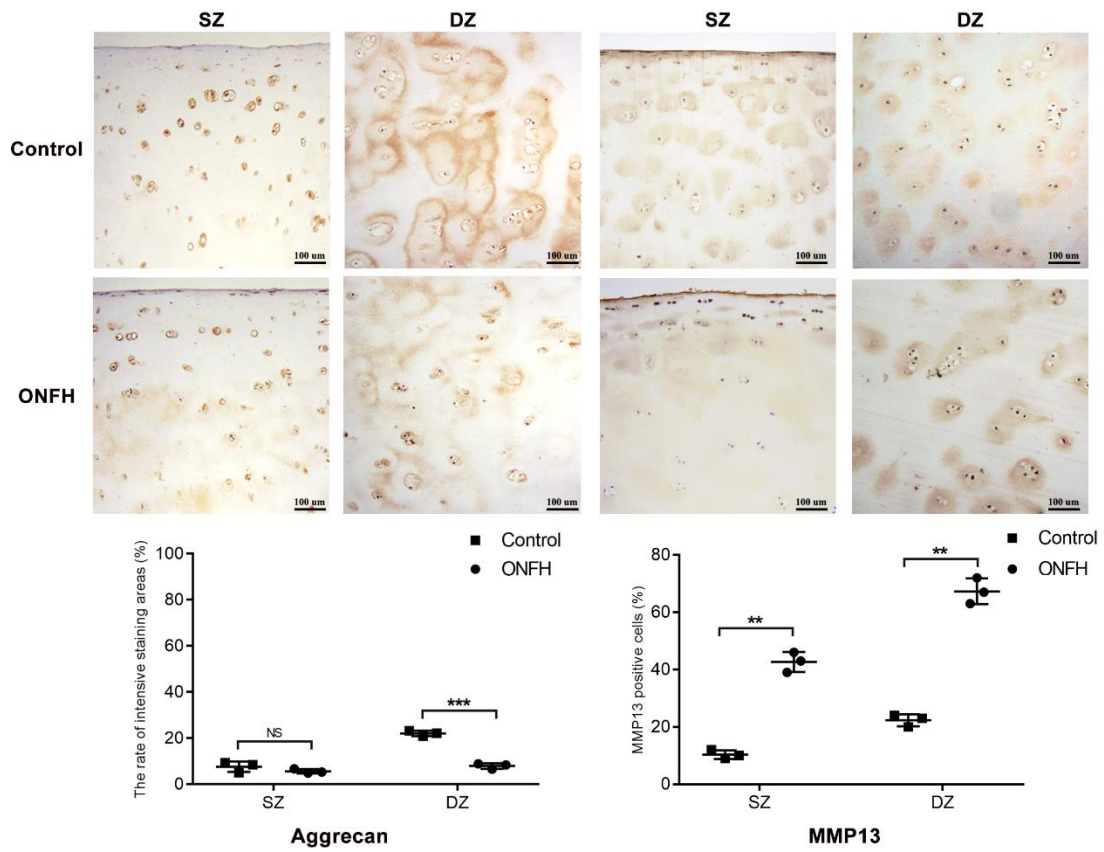 SZ DZ SZ DZ
Control
100 um 100 um 100 um 100 um
ONFH
100 um 100 um 100 um 100 um
The rate of intensive staining areas (%)
100
80
60
40
20
0
NS
***
Control
ONFH
SZ DZ
Aggrecan
MMP13 positive cells (%)
80
60
40
20
0
**
**
Control
ONFH
SZ DZ
MMP13